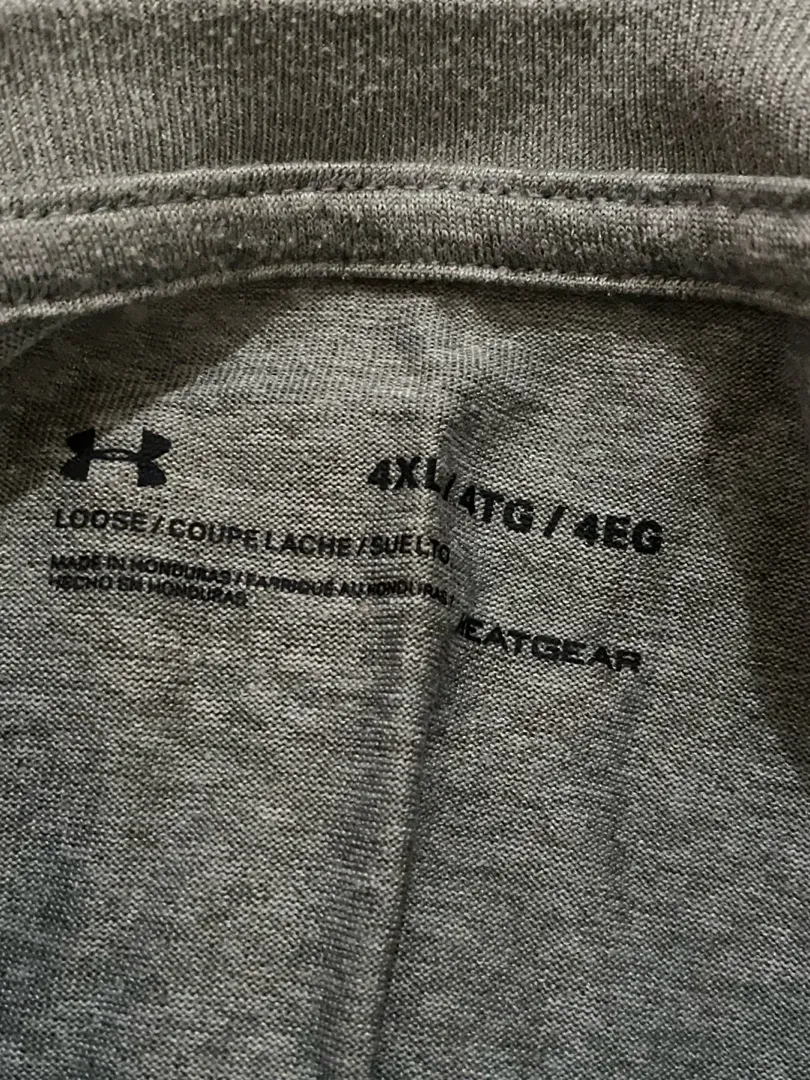 4XL/4TG / 4EG
LOOSE / COUPE LACHE / SUELTO
MADE IN HONDURAS / FABRIQUÉ AU HONDURAS /
HECHO EN HONDURAS
HEATGEAR